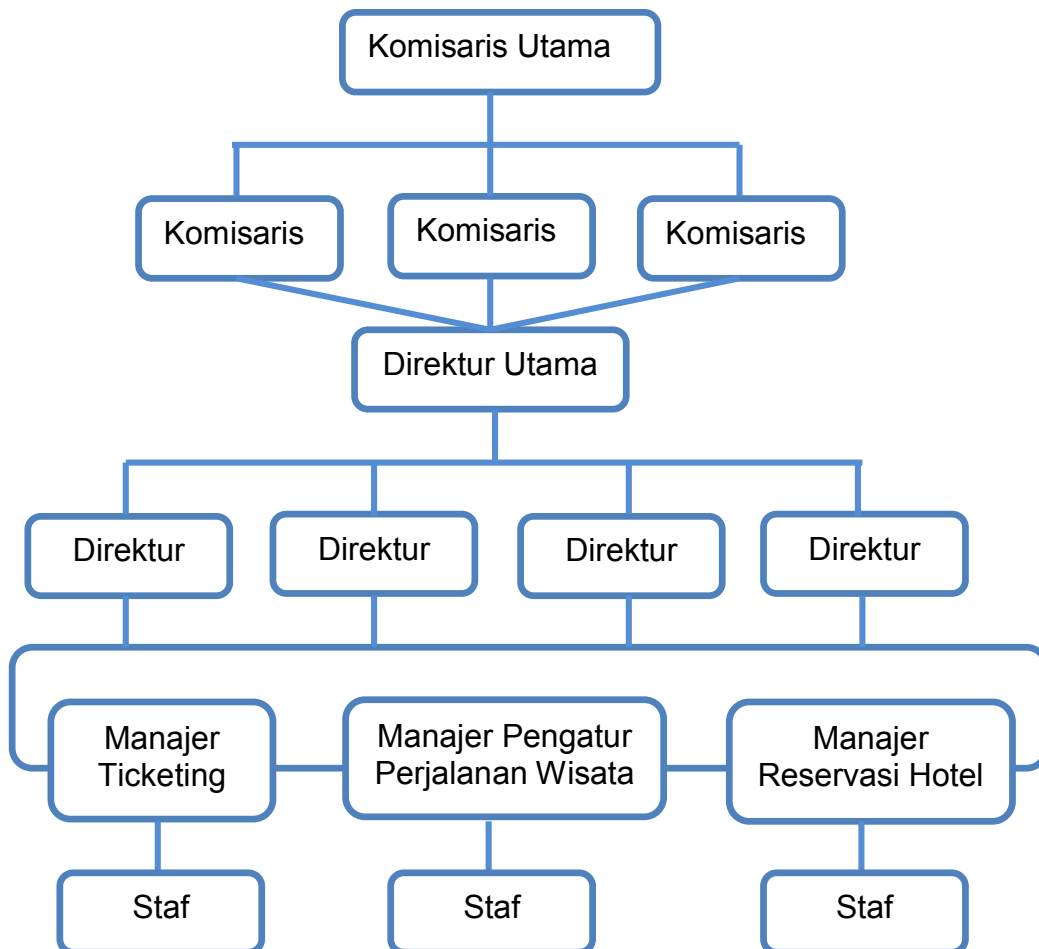 Komisaris Utama
Komisaris
Komisaris
Komisaris
Direktur Utama
Direktur
Direktur
Direktur
Direktur
Manajer
Ticketing
Manajer Pengatur
Perjalanan Wisata
Manajer
Reservasi Hotel
Staf
Staf
Staf